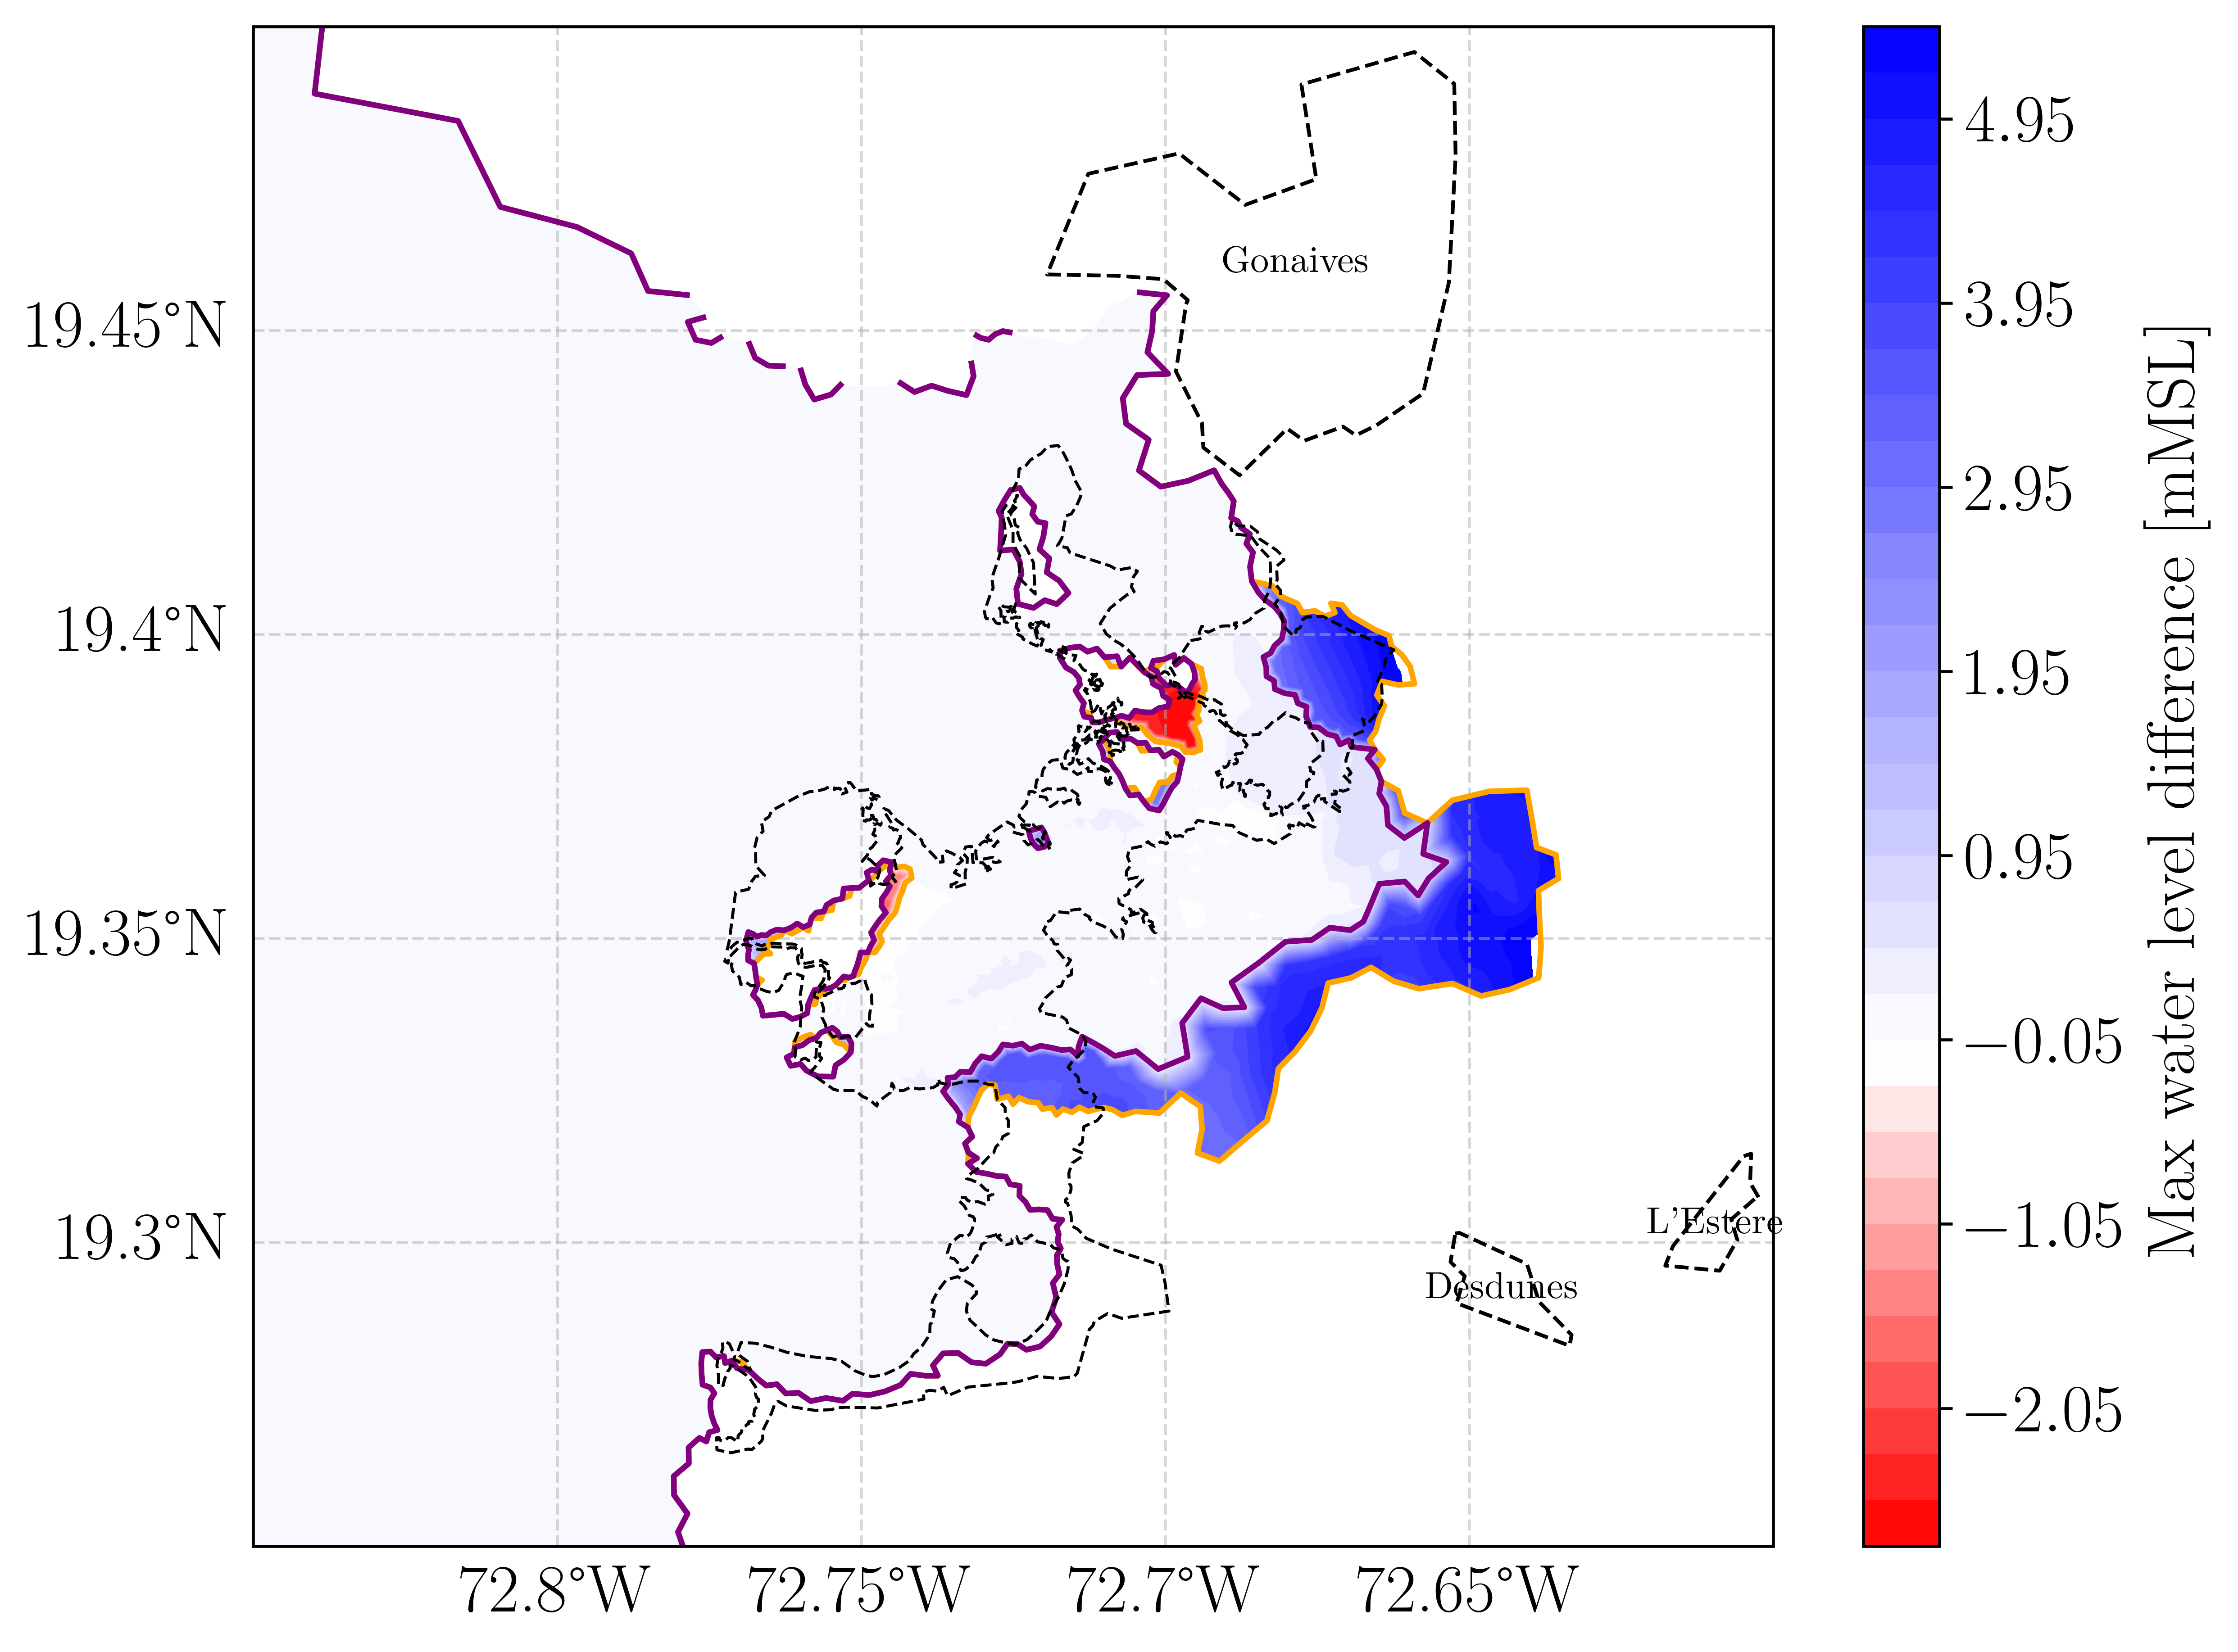 Gonaives
L'Estere
Desdunes
19.45°N
19.4°N
19.35°N
19.3°N
72.8°W
72.75°W
72.7°W
72.65°W
4.95
3.95
2.95
1.95
0.95
−0.05
−1.05
−2.05
Max water level difference [mMSL]